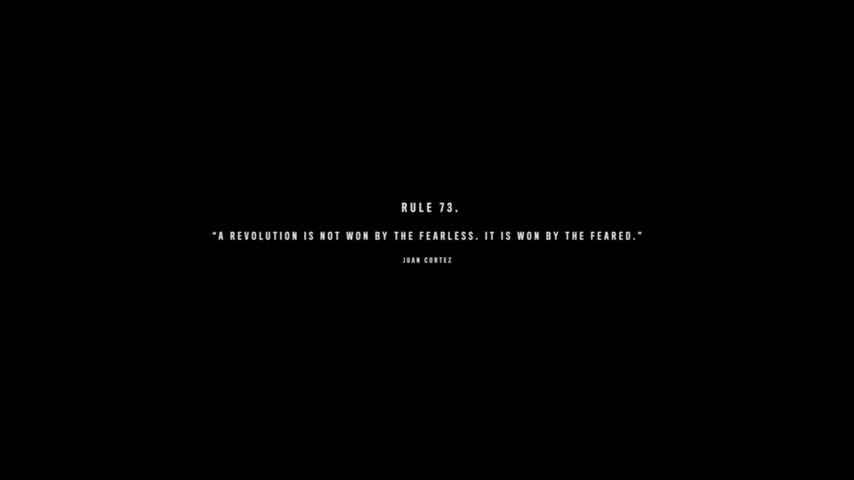 RULE 73.
“A REVOLUTION IS NOT WON BY THE FEARLESS. IT IS WON BY THE FEARED.”
JUAN CORTEZ